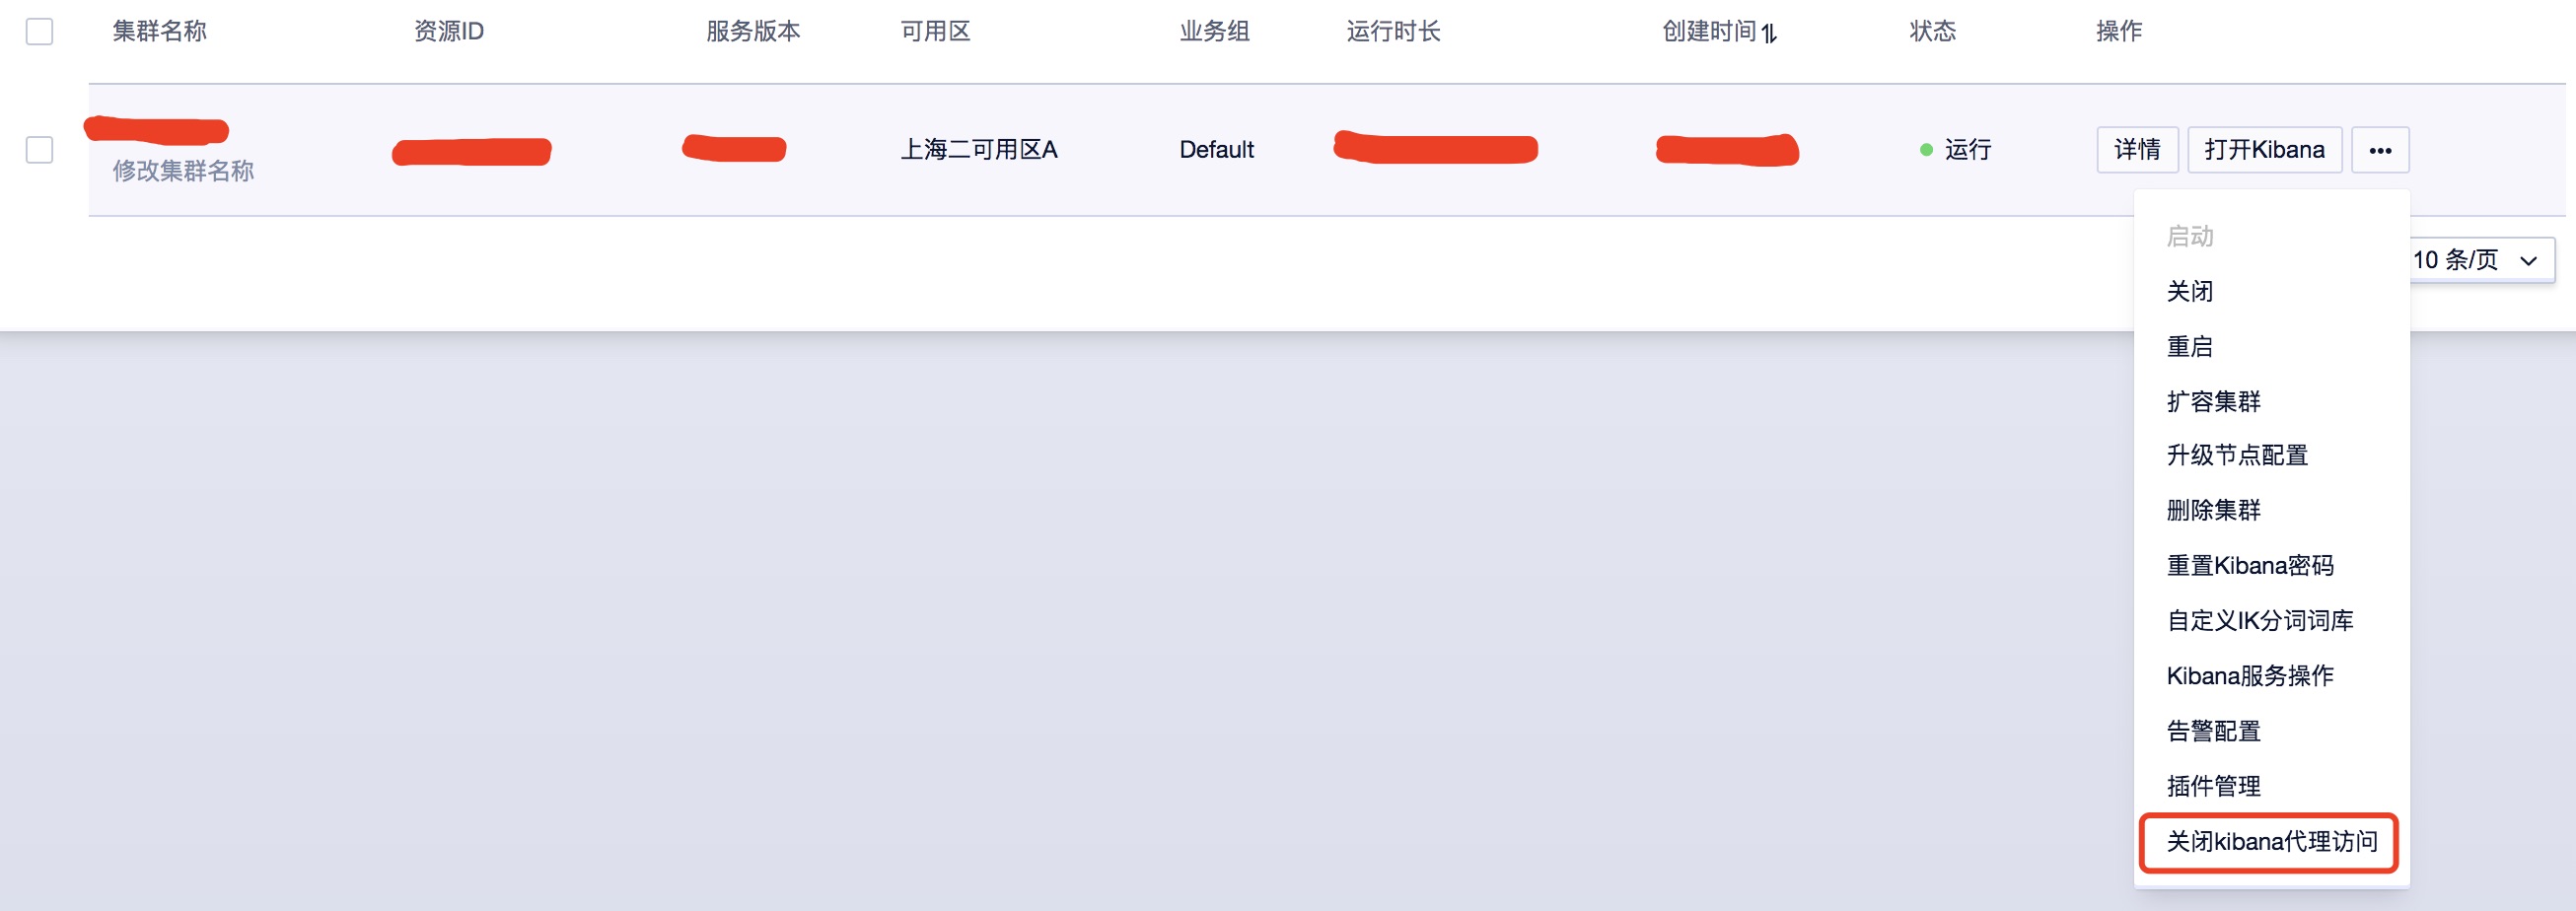 集群名称 资源ID 服务版本 可用区 业务组 运行时长 创建时间 状态 操作
上海二可用区A Default 运行 详情 打开Kibana •••
修改集群名称
启动
10 条/页
关闭
重启
扩容集群
升级节点配置
删除集群
重置Kibana密码
自定义IK分词词库
Kibana服务操作
告警配置
插件管理
关闭kibana代理访问